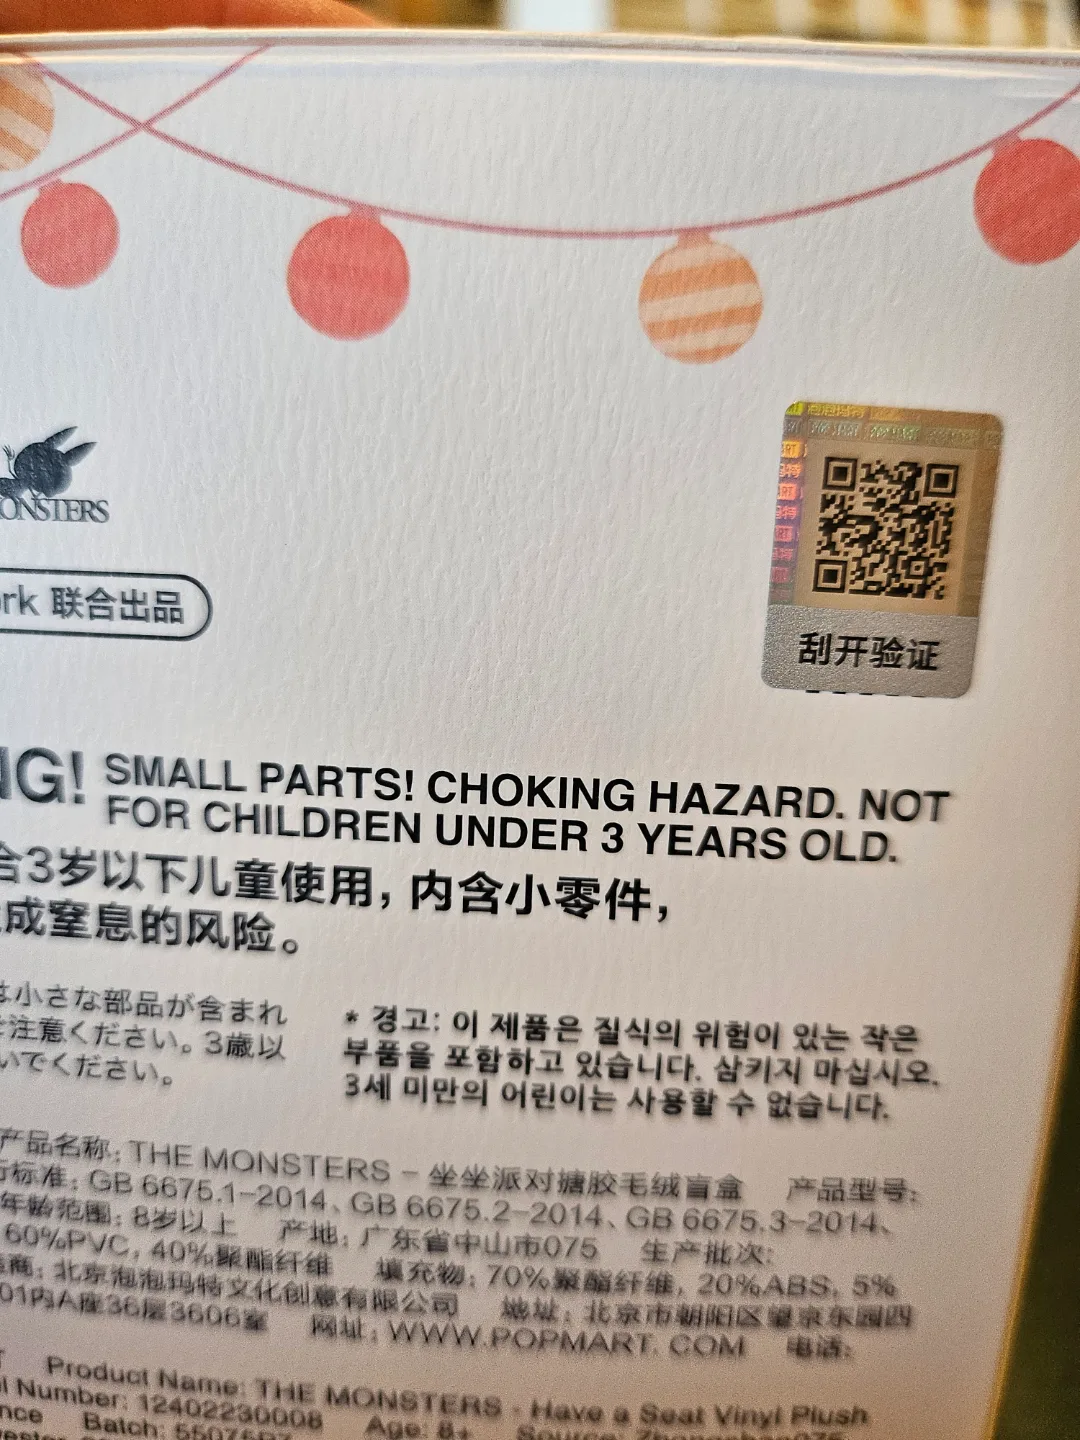 泡泡玛特
MONSTERS
rk 联合出品
刮开验证
NG! SMALL PARTS! CHOKING HAZARD. NOT
FOR CHILDREN UNDER 3 YEARS OLD.
合3岁以下儿童使用，内含小零件，
成窒息的风险。
は小さな部品が含まれ
注意ください。3歳以
いでください。
* 경고: 이 제품은 질식의 위험이 있는 작은
부품을 포함하고 있습니다. 삼키지 마십시오.
3세 미만의 어린이는 사용할 수 없습니다.
产品名称: THE MONSTERS – 坐坐派对搪胶毛绒盲盒 产品型号:
行标准: GB 6675.1–2014、GB 6675.2–2014、GB 6675.3–2014、
年龄范围: 8岁以上 产地: 广东省中山市075 生产批次:
60%PVC, 40%聚酯纤维 填充物: 70%聚酯纤维, 20%ABS, 5%
商: 北京泡泡玛特文化创意有限公司 地址: 北京市朝阳区望京东园四
01内A座36层3606室 网址: WWW.POPMART.COM 电话:
Product Name: THE MONSTERS - Have a Seat Vinyl Plush
l Number: 12402230008 Age: 8+
nce Batch: Source: Zhongshan075